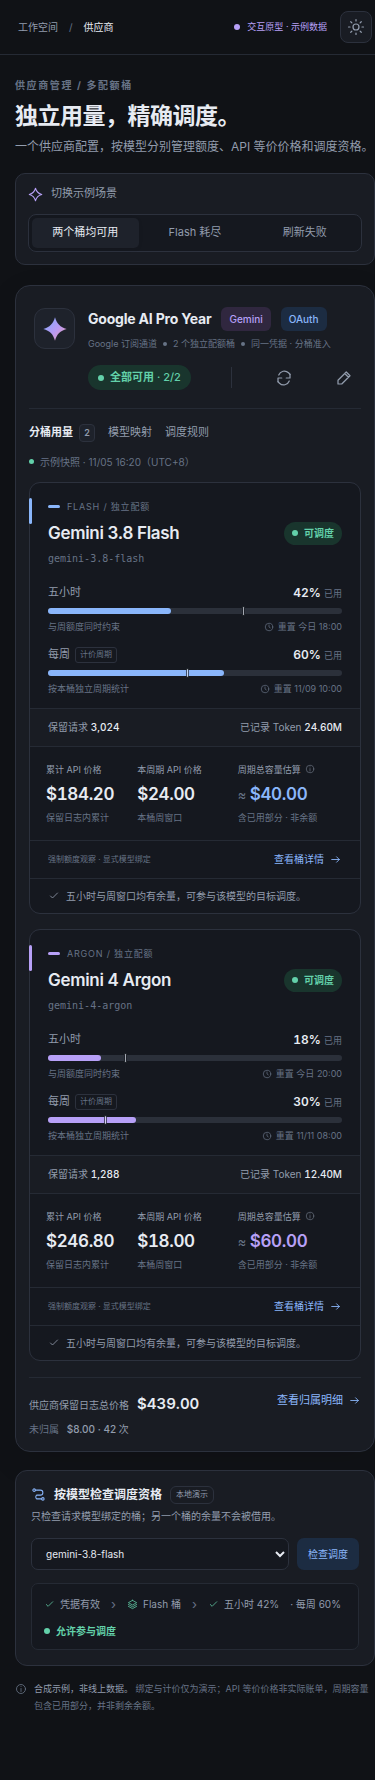 工作空间 / 供应商
交互原型 · 示例数据
供应商管理 / 多配额桶
独立用量，精确调度。
一个供应商配置，按模型分别管理额度、API 等价价格和调度资格。
切换示例场景
两个桶均可用 Flash 耗尽 刷新失败
Google AI Pro Year Gemini OAuth
Google 订阅通道 2 个独立配额桶 同一凭据 · 分桶准入
全部可用 · 2/2
分桶用量 2 模型映射 调度规则
示例快照 · 11/05 16:20（UTC+8）
FLASH / 独立配额
Gemini 3.8 Flash 可调度
gemini-3.8-flash
五小时 42% 已用
与周额度同时约束 重置 今日 18:00
每周 计价周期 60% 已用
按本桶独立周期统计 重置 11/09 10:00
保留请求 3,024 已记录 Token 24.60M
累计 API 价格 本周期 API 价格 周期总容量估算
$184.20 $24.00 ≈ $40.00
保留日志内累计 本桶周窗口 含已用部分 · 非余额
强制额度观察 · 显式模型绑定 查看桶详情 →
五小时与周窗口均有余量，可参与该模型的目标调度。
ARGON / 独立配额
Gemini 4 Argon 可调度
gemini-4-argon
五小时 18% 已用
与周额度同时约束 重置 今日 20:00
每周 计价周期 30% 已用
按本桶独立周期统计 重置 11/11 08:00
保留请求 1,288 已记录 Token 12.40M
累计 API 价格 本周期 API 价格 周期总容量估算
$246.80 $18.00 ≈ $60.00
保留日志内累计 本桶周窗口 含已用部分 · 非余额
强制额度观察 · 显式模型绑定 查看桶详情 →
五小时与周窗口均有余量，可参与该模型的目标调度。
供应商保留日志总价格 $439.00 查看归属明细 →
未归属 $8.00 · 42 次
按模型检查调度资格 本地演示
只检查请求模型绑定的桶；另一个桶的余量不会被借用。
gemini-3.8-flash 检查调度
凭据有效 › Flash 桶 › 五小时 42% · 每周 60%
允许参与调度
合成示例，非线上数据。 绑定与计价仅为演示；API 等价价格非实际账单，周期容量
包含已用部分，并非剩余余额。